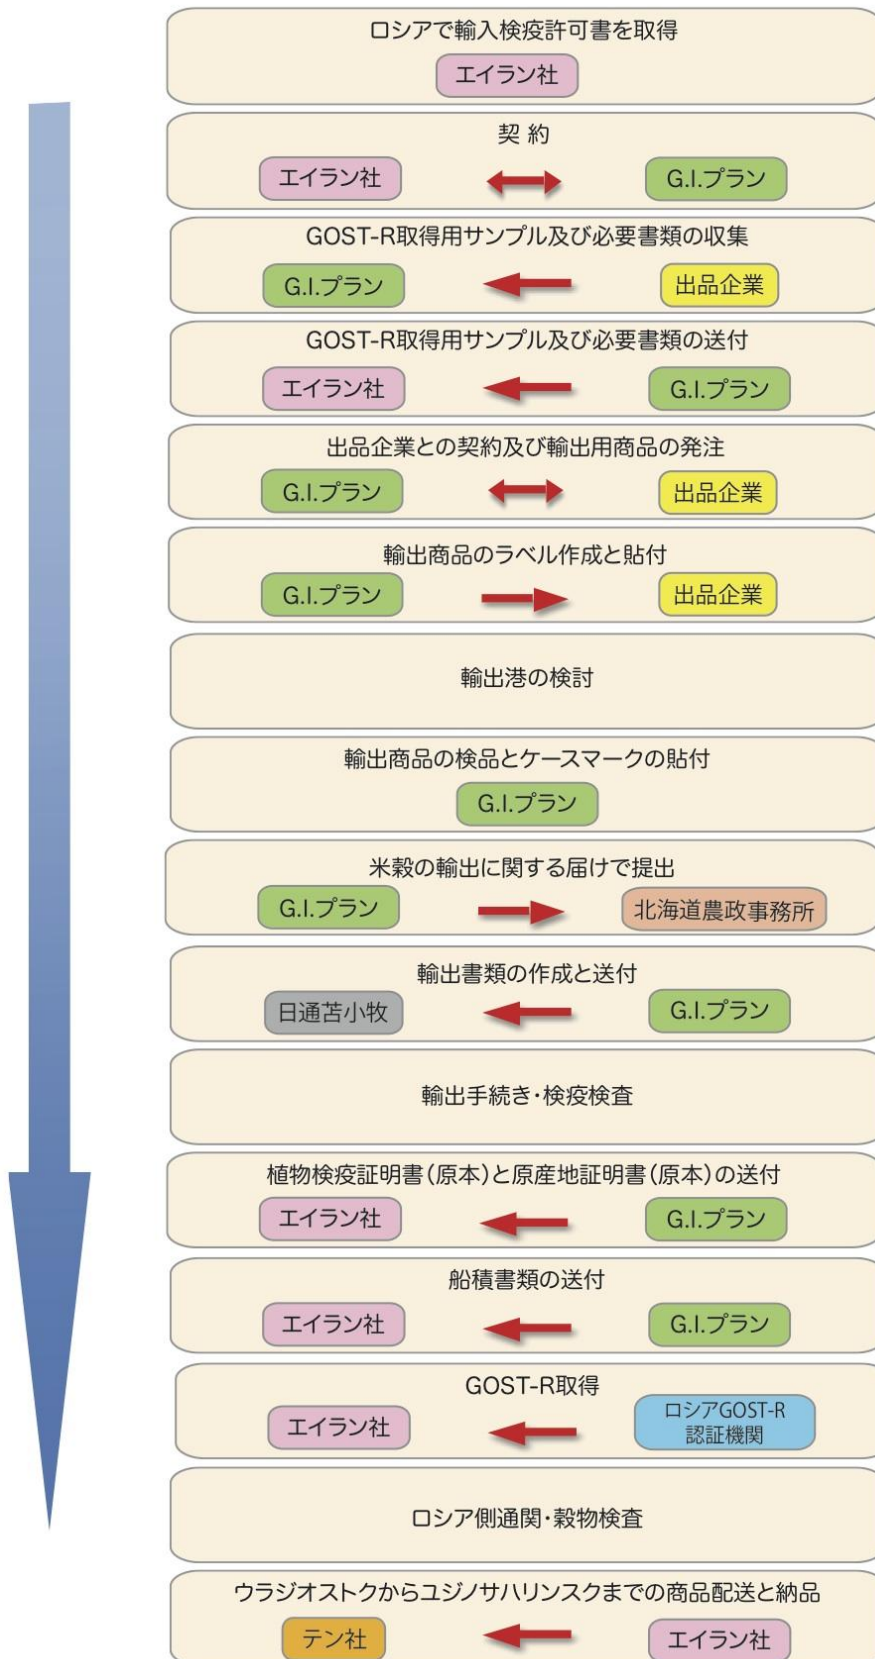 ロシアで輸入検疫許可書を取得
エイラン社
契 約
エイラン社
G.I.プラン
GOST-R取得用サンプル及び必要書類の収集
G.I.プラン
出品企業
GOST-R取得用サンプル及び必要書類の送付
エイラン社
G.I.プラン
出品企業との契約及び輸出用商品の発注
G.I.プラン
出品企業
輸出商品のラベル作成と貼付
G.I.プラン
出品企業
輸出港の検討
輸出商品の検品とケースマークの貼付
G.I.プラン
米穀の輸出に関する届けで提出
G.I.プラン
北海道農政事務所
輸出書類の作成と送付
日通苫小牧
G.I.プラン
輸出手続き・検疫検査
植物検疫証明書(原本)と原産地証明書(原本)の送付
エイラン社
G.I.プラン
船積書類の送付
エイラン社
G.I.プラン
GOST-R取得
エイラン社
ロシアGOST-R
認証機関
ロシア側通関・穀物検査
ウラジオストクからユジノサハリンスクまでの商品配送と納品
テン社
エイラン社